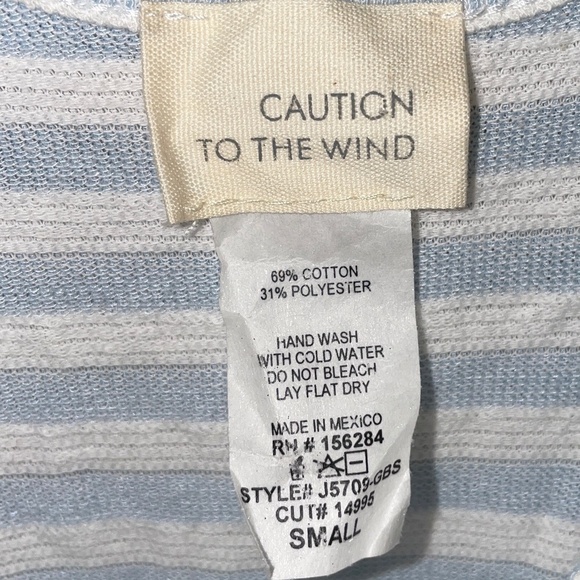 CAUTION
TO THE WIND
69% COTTON
31% POLYESTER
HAND WASH
WITH COLD WATER
DO NOT BLEACH
LAY FLAT DRY
MADE IN MEXICO
RN # 156284
STYLE# J5709-GBS
CUT# 14995
SMALL